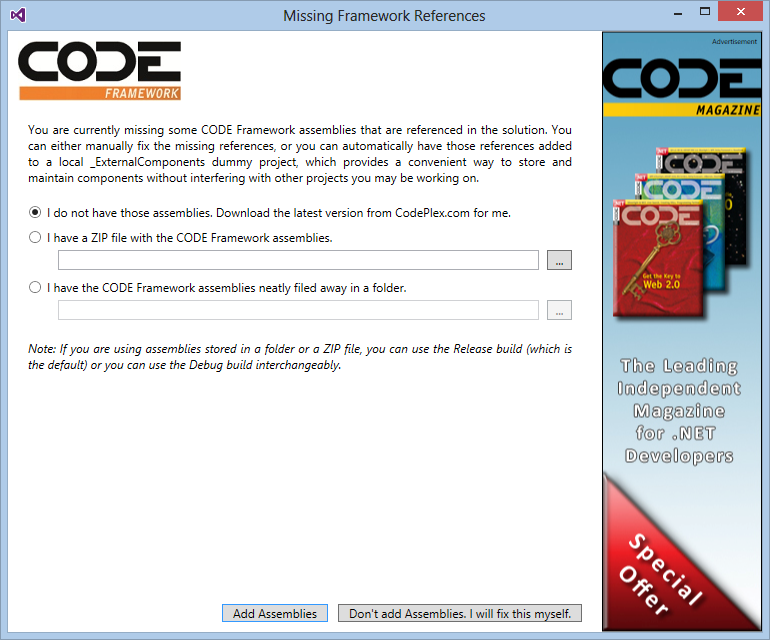 Missing Framework References
CODE
FRAMEWORK
You are currently missing some CODE Framework assemblies that are referenced in the solution. You
can either manually fix the missing references, or you can automatically have those references added
to a local _ExternalComponents dummy project, which provides a convenient way to store and
maintain components without interfering with other projects you may be working on.
I do not have those assemblies. Download the latest version from CodePlex.com for me.
I have a ZIP file with the CODE Framework assemblies.
...
I have the CODE Framework assemblies neatly filed away in a folder.
...
Note: If you are using assemblies stored in a folder or a ZIP file, you can use the Release build (which is
the default) or you can use the Debug build interchangeably.
Add Assemblies
Don't add Assemblies. I will fix this myself.
Advertisement
CODE
MAGAZINE
CODE
CODE
.NET
CODE
Get the Key to
Web 2.0
The Leading
Independent
Magazine
for .NET
Developers
Special
Offer